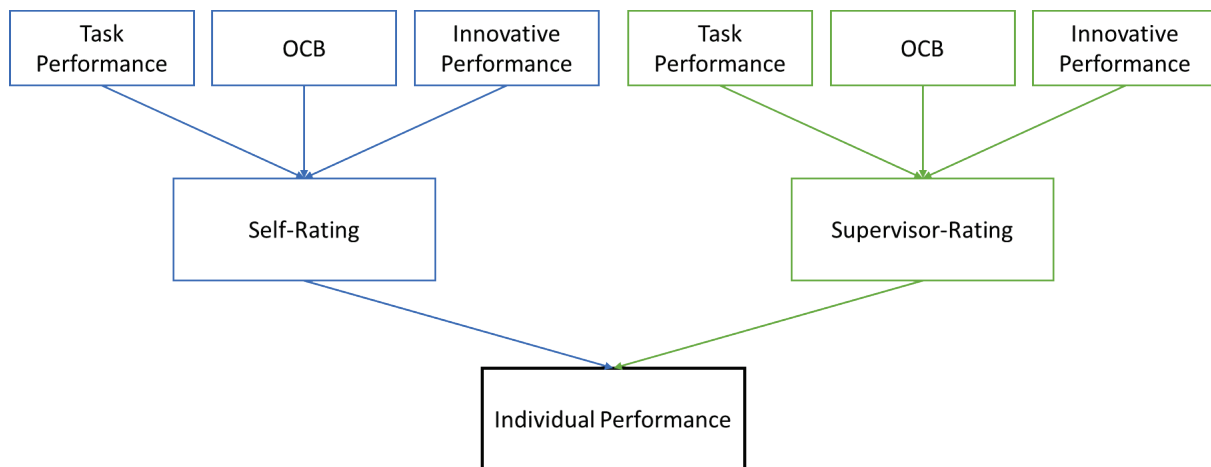 Task
Performance
OCB
Innovative
Performance
Task
Performance
OCB
Innovative
Performance
Self-Rating
Supervisor-Rating
Individual Performance